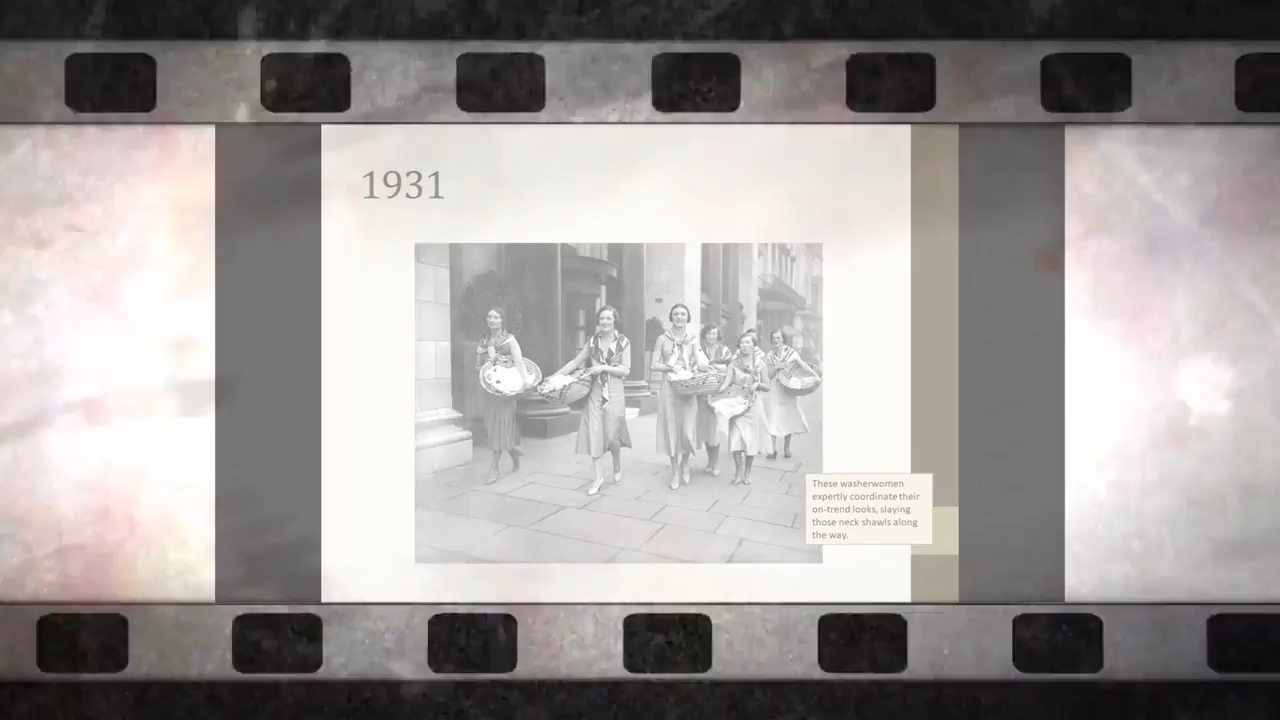 1931
These washerwomen
expertly coordinate their
on-trend looks, slaying
those neck shawls along
the way.